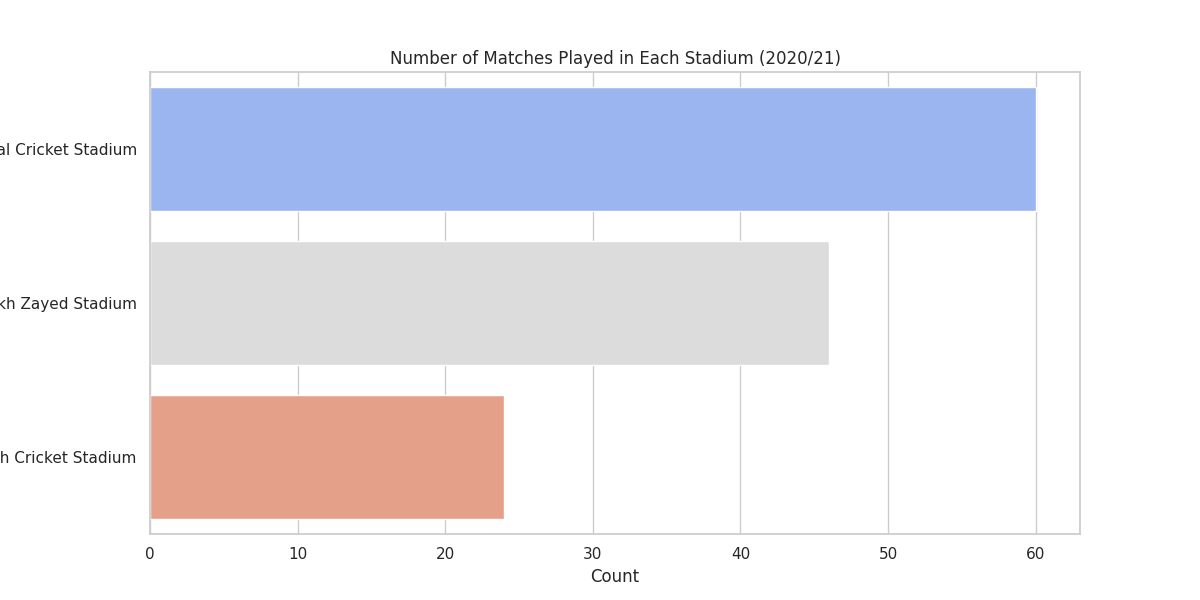 Number of Matches Played in Each Stadium (2020/21)
al Cricket Stadium
kh Zayed Stadium
h Cricket Stadium
0 10 20 30 40 50 60
Count